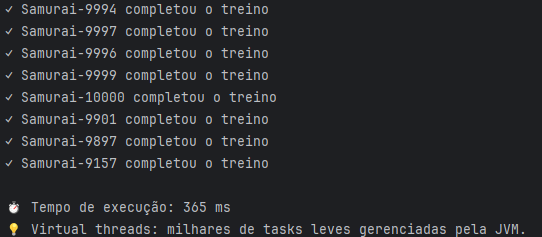 ✓ Samurai-9994 completou o treino
✓ Samurai-9997 completou o treino
✓ Samurai-9996 completou o treino
✓ Samurai-9999 completou o treino
✓ Samurai-10000 completou o treino
✓ Samurai-9901 completou o treino
✓ Samurai-9897 completou o treino
✓ Samurai-9157 completou o treino
⏱ Tempo de execução: 365 ms
💡 Virtual threads: milhares de tasks leves gerenciadas pela JVM.